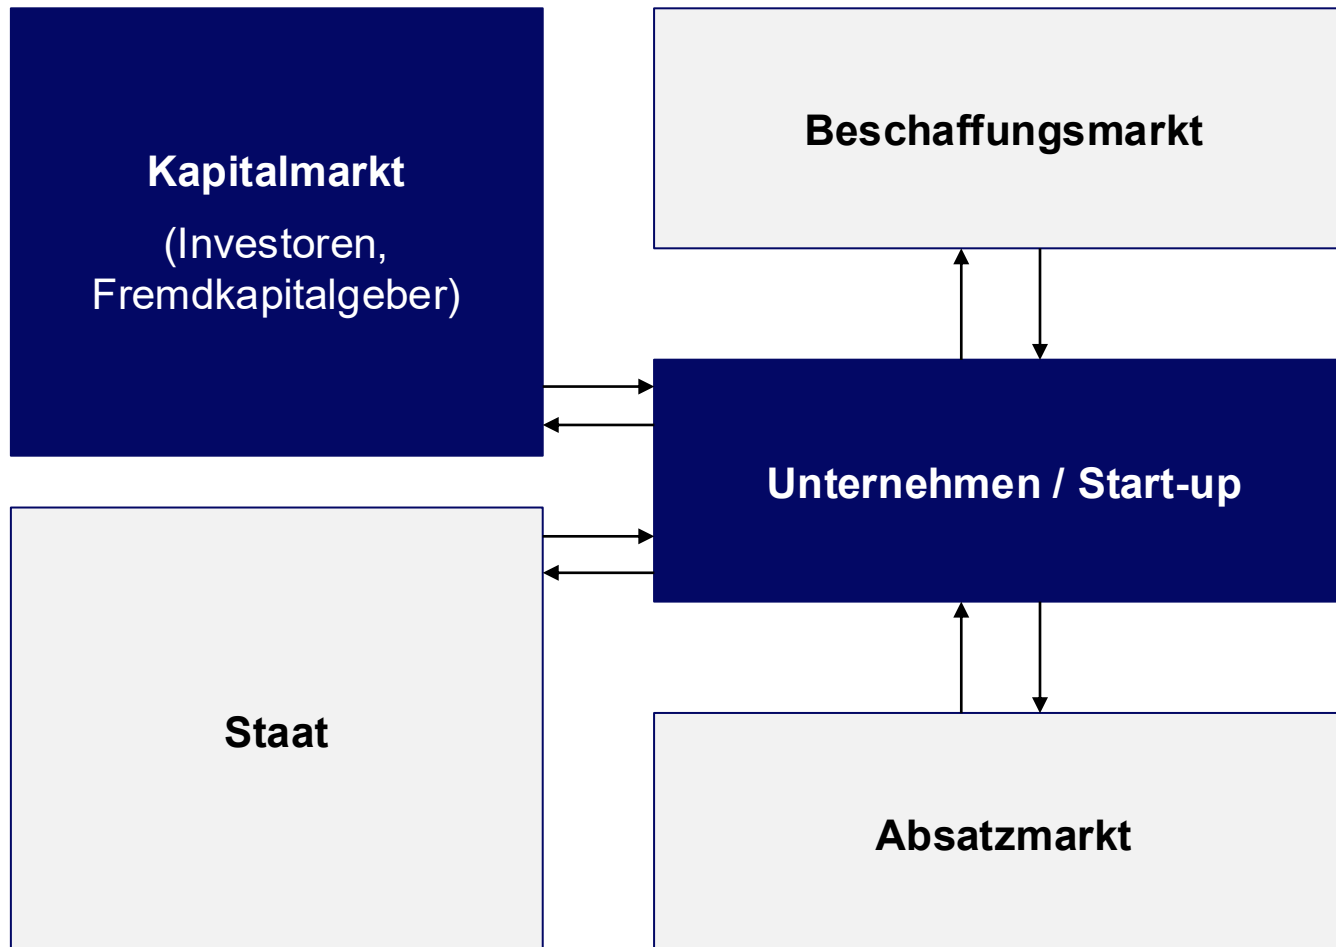 Kapitalmarkt
(Investoren,
Fremdkapitalgeber)
Beschaffungsmarkt
Unternehmen / Start-up
Staat
Absatzmarkt